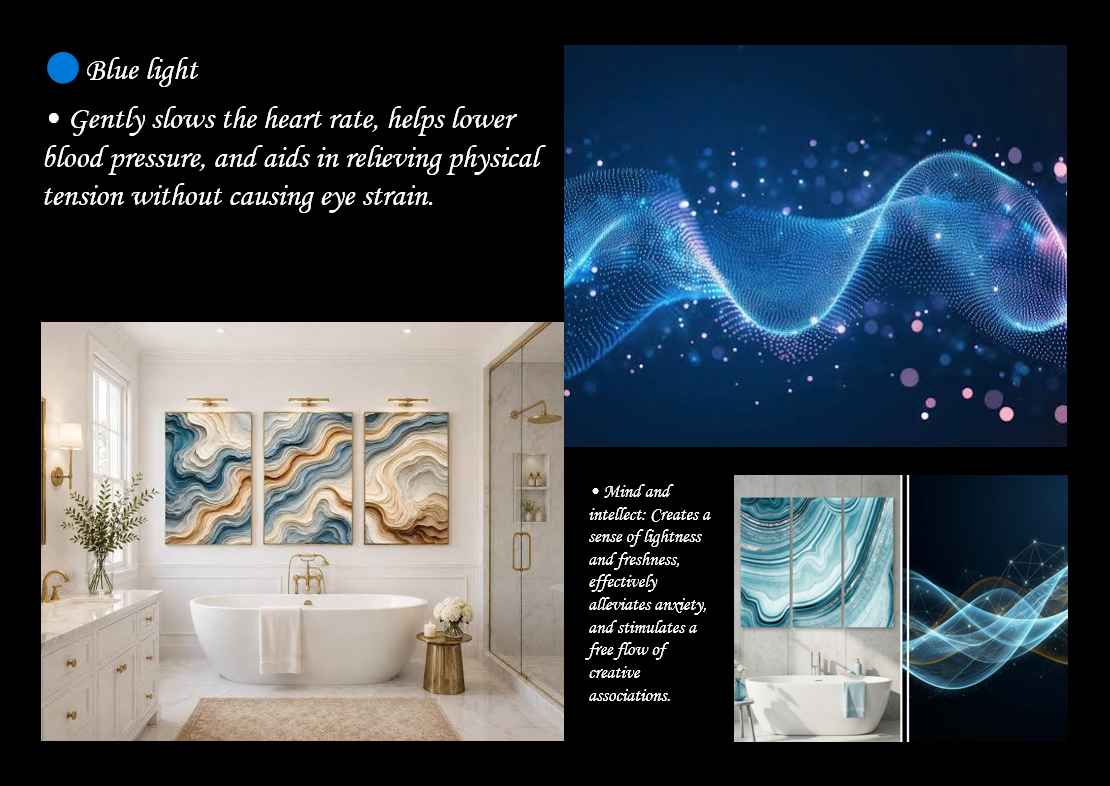 Blue light
• Gently slows the heart rate, helps lower
blood pressure, and aids in relieving physical
tension without causing eye strain.
• Mind and
intellect: Creates a
sense of lightness
and freshness,
effectively
alleviates anxiety,
and stimulates a
free flow of
creative
associations.